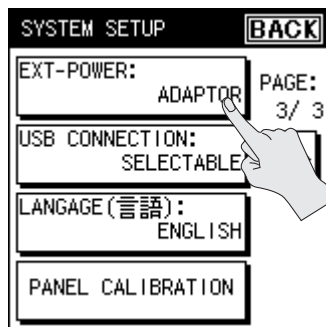 SYSTEM SETUP BACK
EXT-POWER:
ADAPTOR
PAGE:
3/ 3
USB CONNECTION:
SELECTABLE
LANGAGE(言語):
ENGLISH
PANEL CALIBRATION